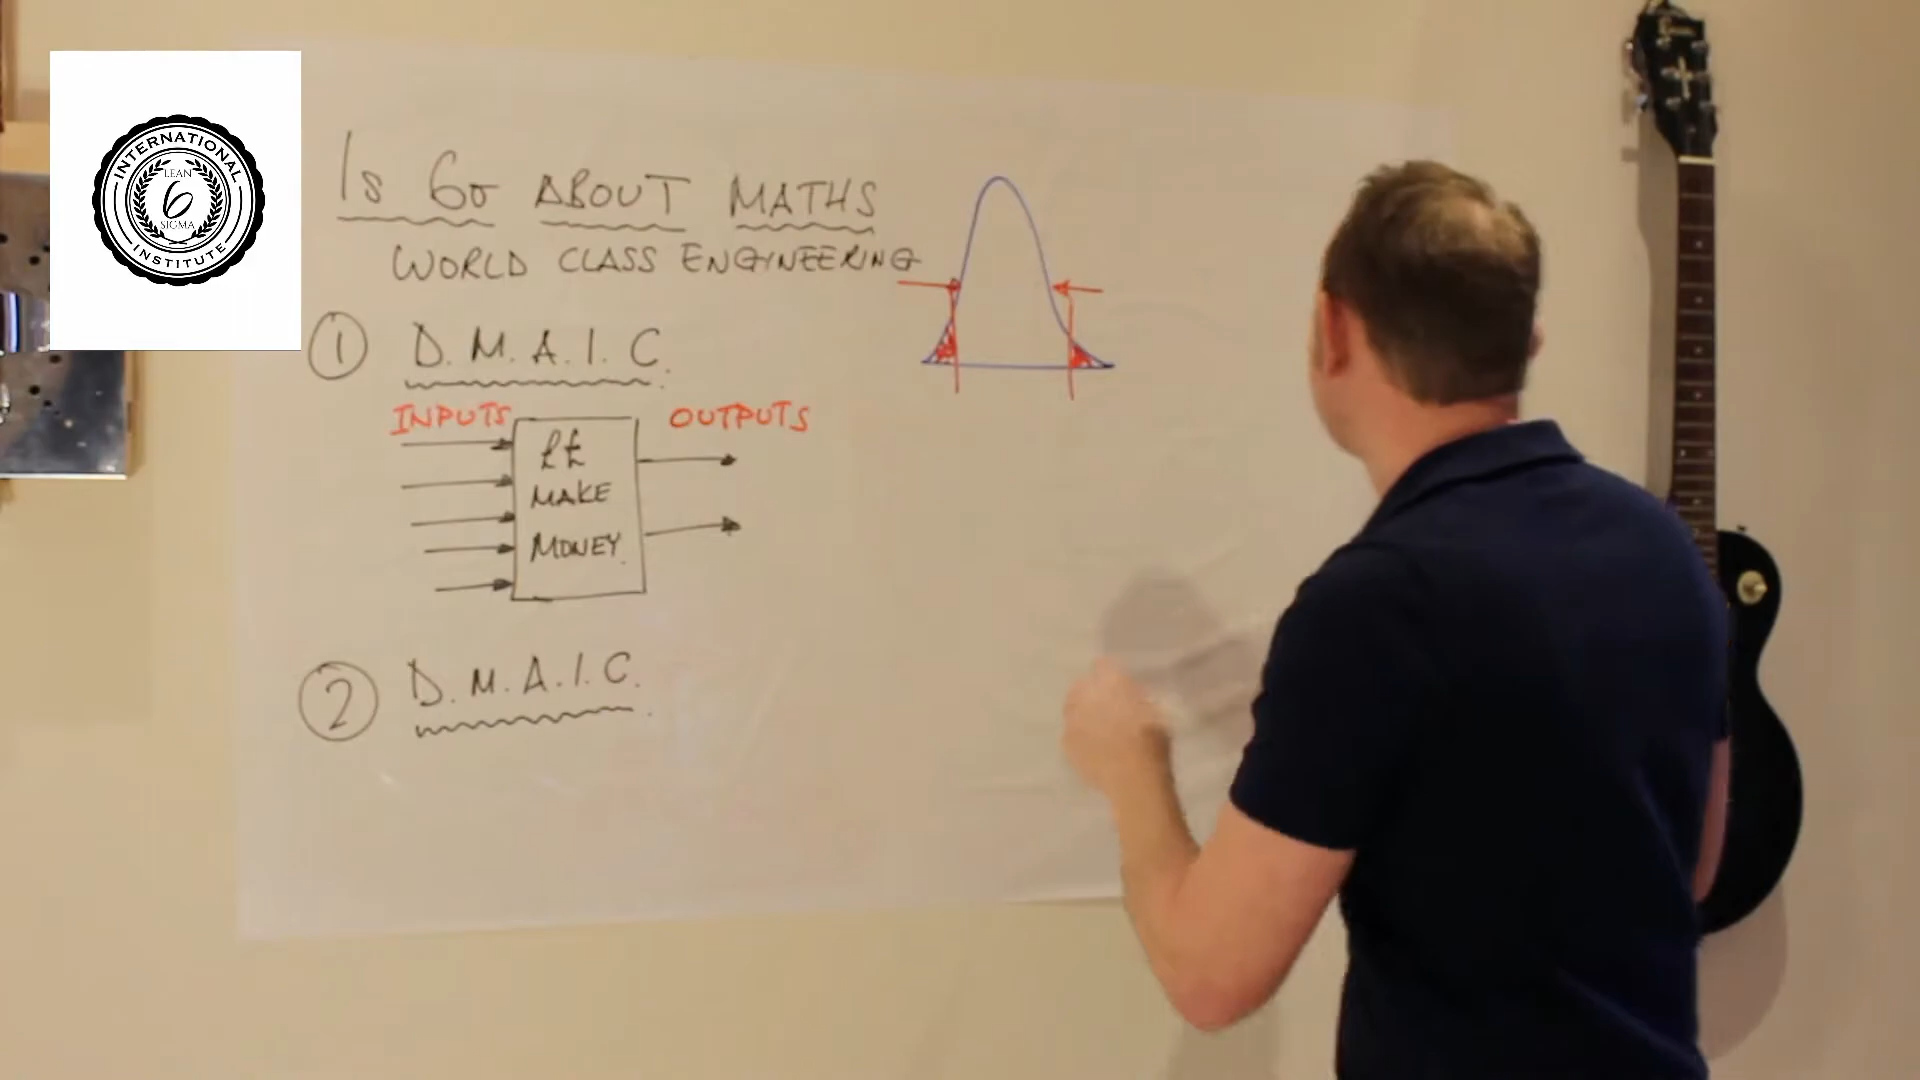 INTERNATIONAL
LEAN
6
SIGMA
INSTITUTE
Is 6σ ABOUT MATHS
WORLD CLASS ENGINEERING
1 D.M.A.I.C.
INPUTS
OUTPUTS
££
MAKE
MONEY.
2 D.M.A.I.C.